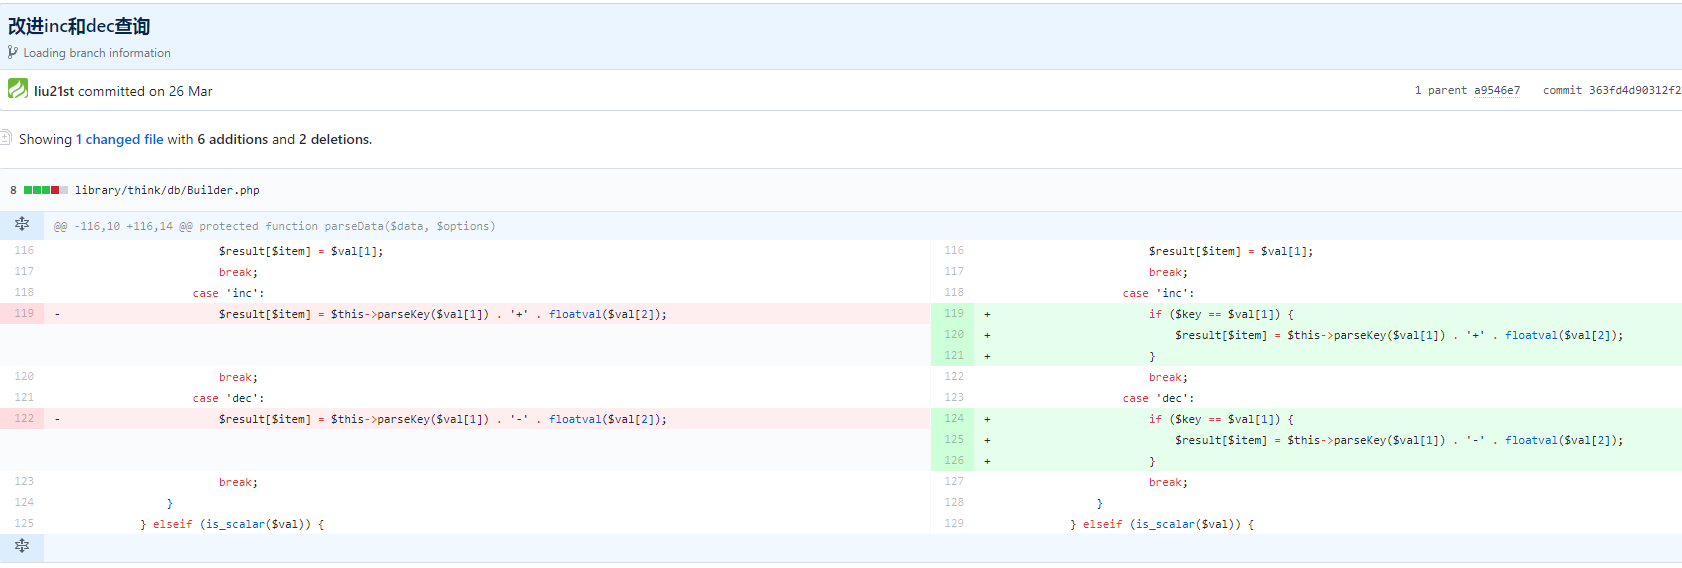 改进inc和dec查询
Loading branch information
liu21st committed on 26 Mar
1 parent a9546e7 commit 363fd4d90312f2
Showing 1 changed file with 6 additions and 2 deletions.
8 library/think/db/Builder.php
@@ -116,10 +116,14 @@ protected function parseData($data, $options)
116 $result[$item] = $val[1]; 116 $result[$item] = $val[1];
117 break; 117 break;
118 case 'inc': 118 case 'inc':
119 - $result[$item] = $this->parseKey($val[1]) . '+' . floatval($val[2]); 119 + if ($key == $val[1]) {
120 + $result[$item] = $this->parseKey($val[1]) . '+' . floatval($val[2]);
121 + }
120 break; 122 break;
121 case 'dec': 123 case 'dec':
122 - $result[$item] = $this->parseKey($val[1]) . '-' . floatval($val[2]); 124 + if ($key == $val[1]) {
125 + $result[$item] = $this->parseKey($val[1]) . '-' . floatval($val[2]);
126 + }
123 break; 127 break;
124 } 128 }
125 } elseif (is_scalar($val)) { 129 } elseif (is_scalar($val)) {